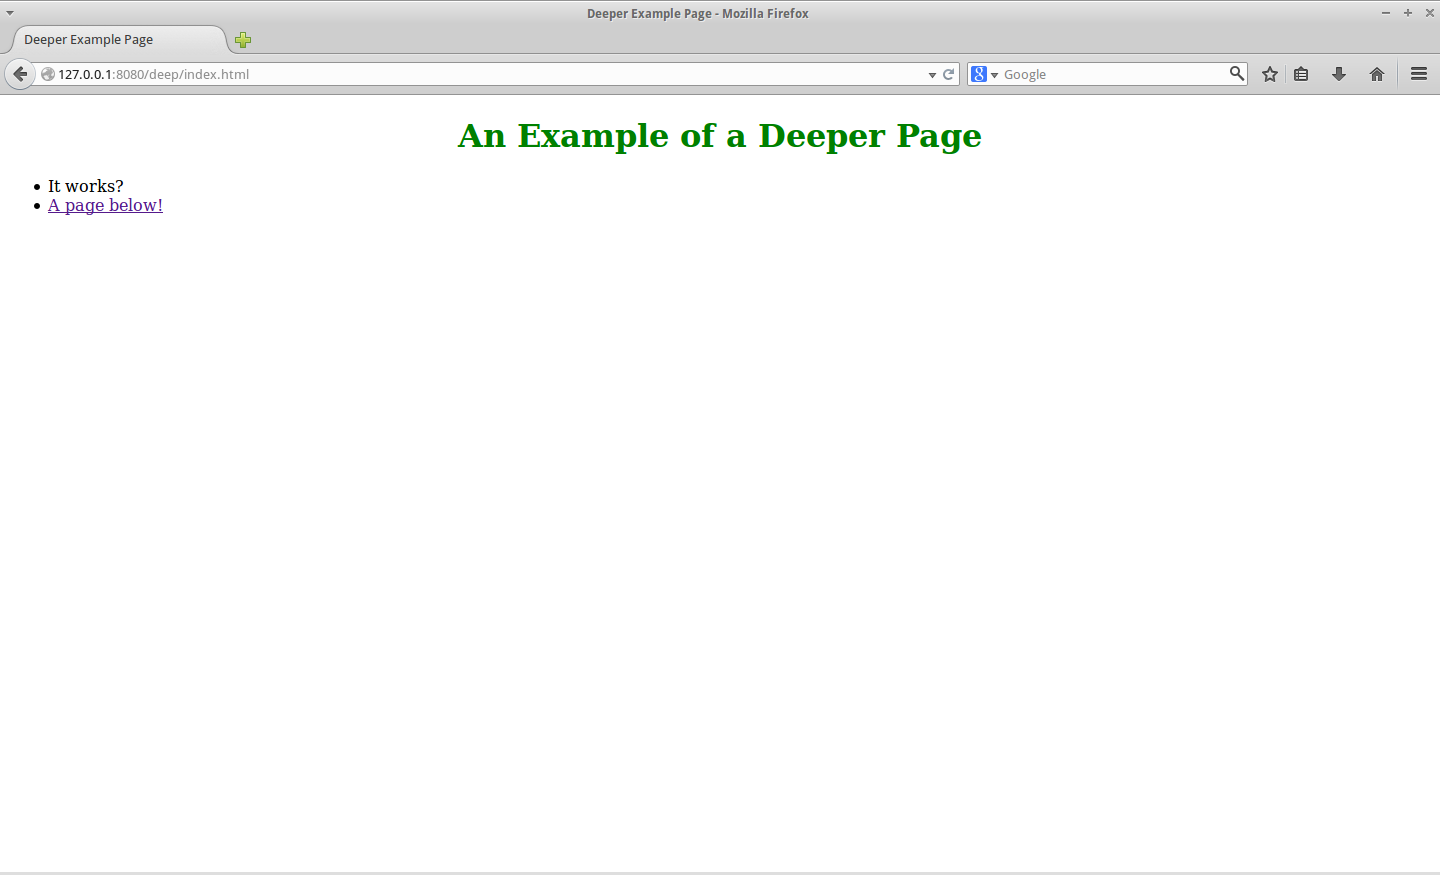 Deeper Example Page - Mozilla Firefox
Deeper Example Page
127.0.0.1:8080/deep/index.html
8 Google
An Example of a Deeper Page
• It works?
• A page below!